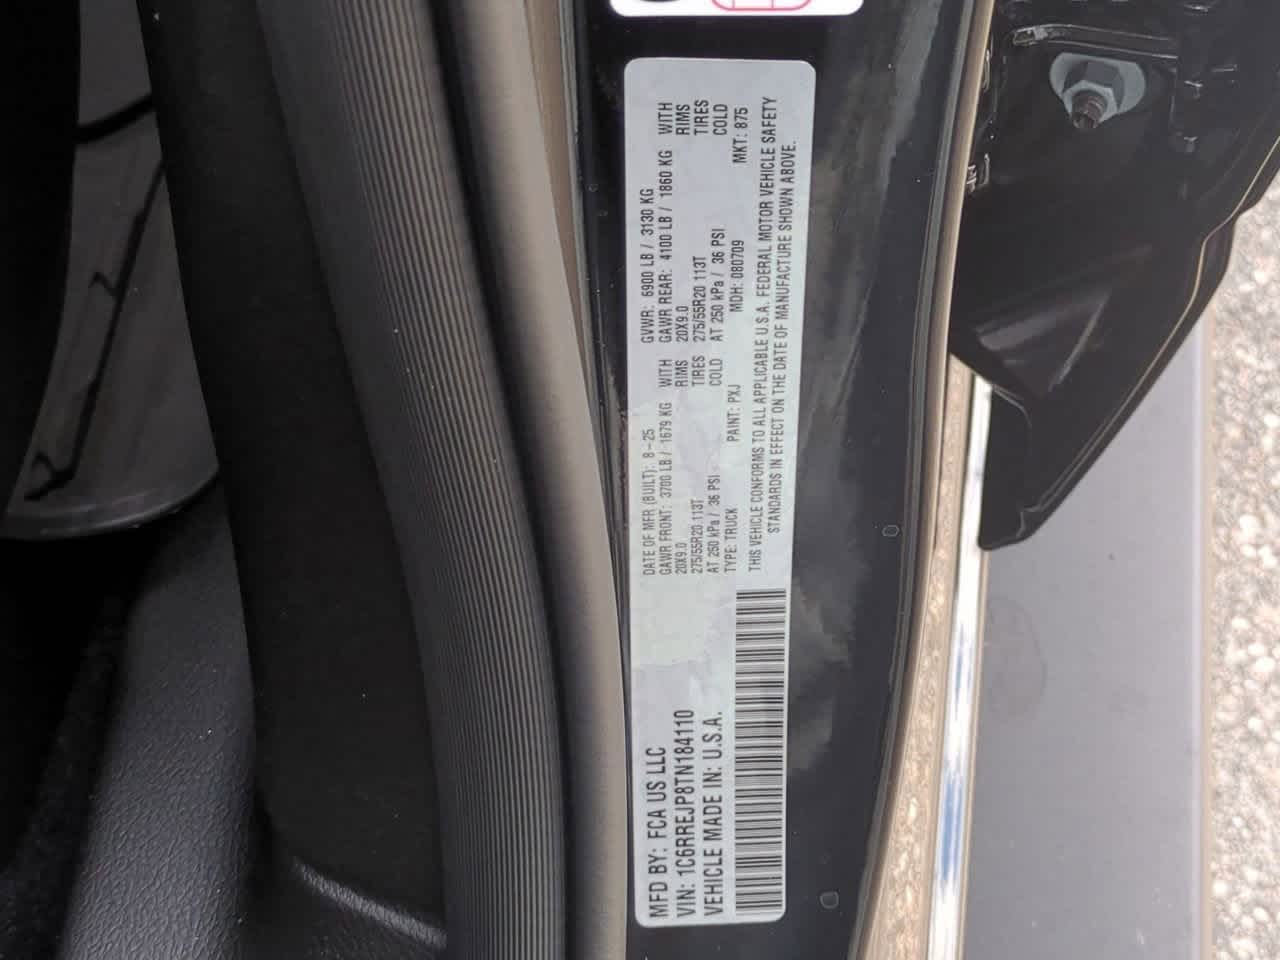 MFD BY: FCA US LLC
VIN: 1C6RREJP8TN184110
VEHICLE MADE IN: U.S.A.
DATE OF MFR (BUILT): 8-25 GVWR: 6900 LB / 3130 KG
GAWR FRONT: 3700 LB / 1679 KG WITH GAWR REAR: 4100 LB / 1860 KG WITH
20X9.0 RIMS 20X9.0 RIMS
275/55R20 113T TIRES 275/55R20 113T TIRES
AT 250 kPa / 36 PSI COLD AT 250 kPa / 36 PSI COLD
TYPE: TRUCK PAINT: PXJ MDH: 080709 MKT: 875
THIS VEHICLE CONFORMS TO ALL APPLICABLE U.S.A. FEDERAL MOTOR VEHICLE SAFETY
STANDARDS IN EFFECT ON THE DATE OF MANUFACTURE SHOWN ABOVE.